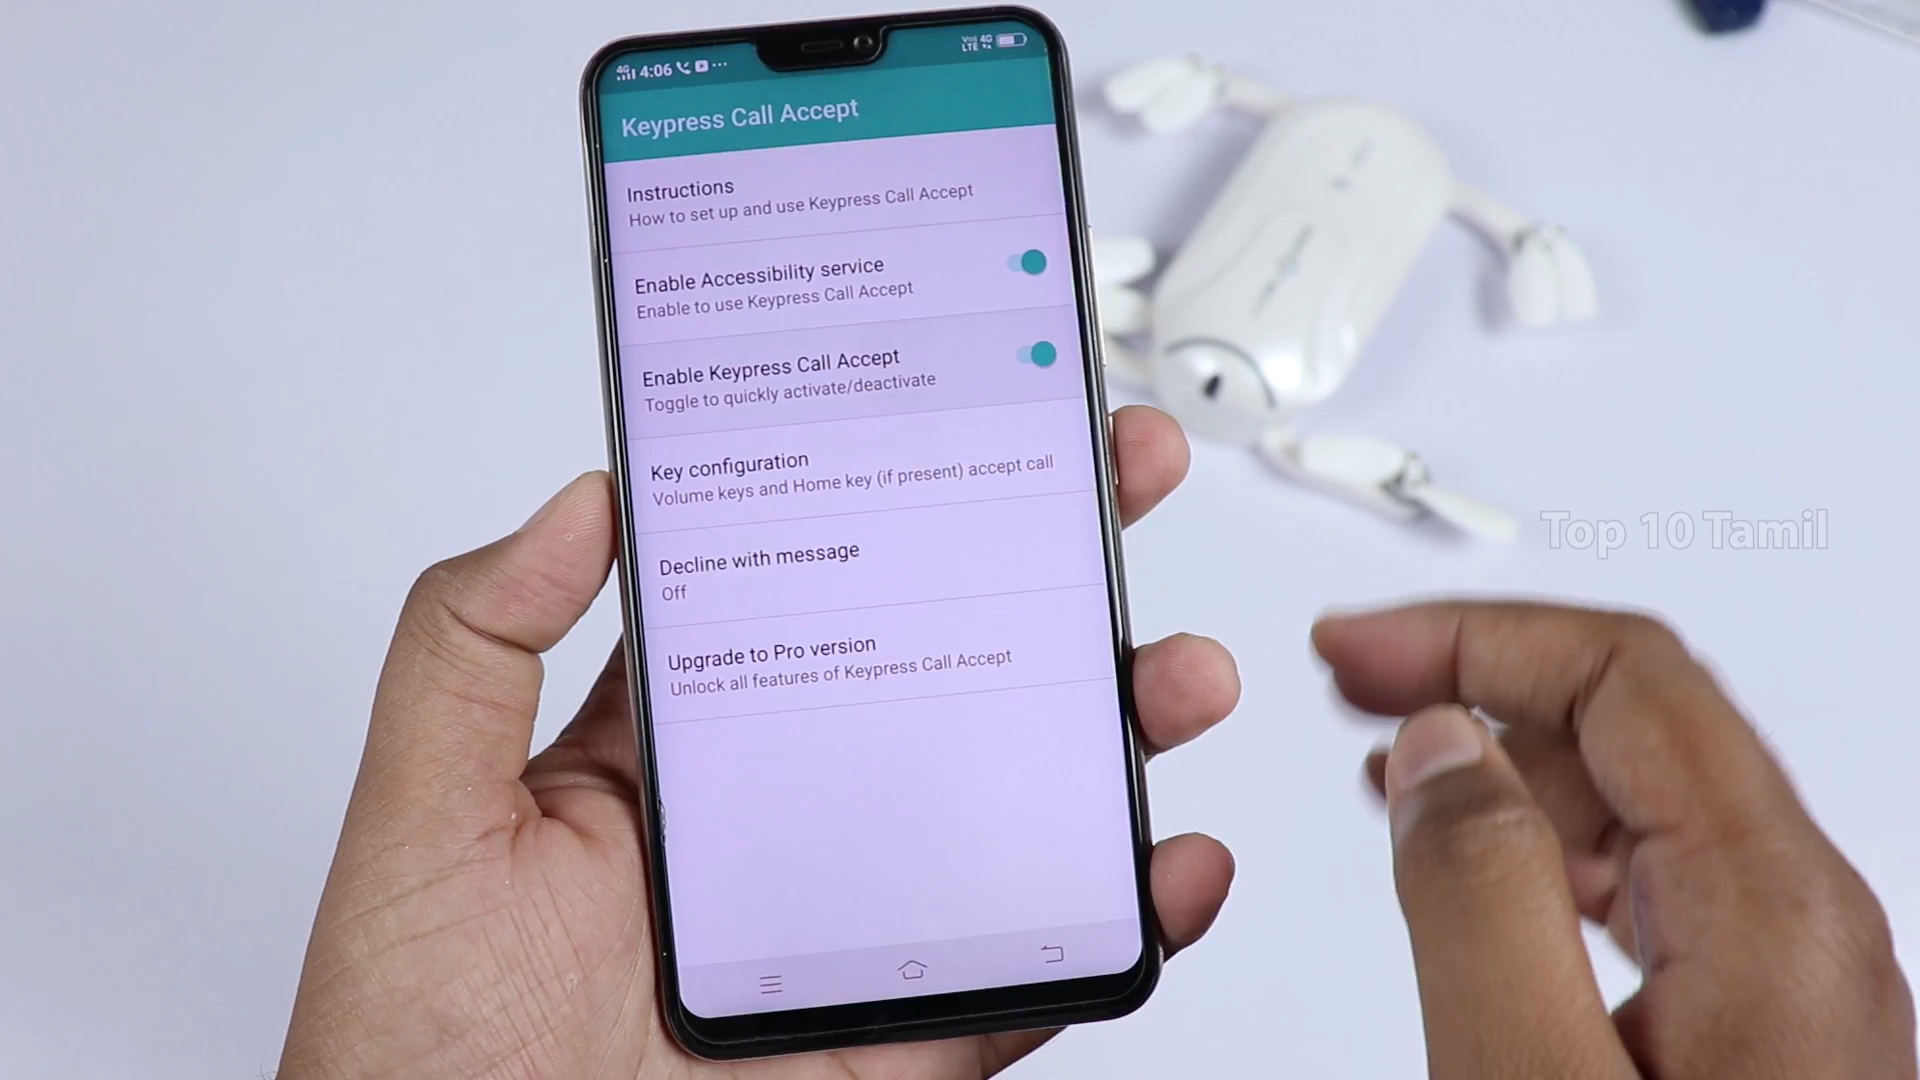 4G 4:06 ...
VoLTE 4G
Keypress Call Accept
Instructions
How to set up and use Keypress Call Accept
Enable Accessibility service
Enable to use Keypress Call Accept
Enable Keypress Call Accept
Toggle to quickly activate/deactivate
Key configuration
Volume keys and Home key (if present) accept call
Decline with message
Off
Upgrade to Pro version
Unlock all features of Keypress Call Accept
Top 10 Tamil